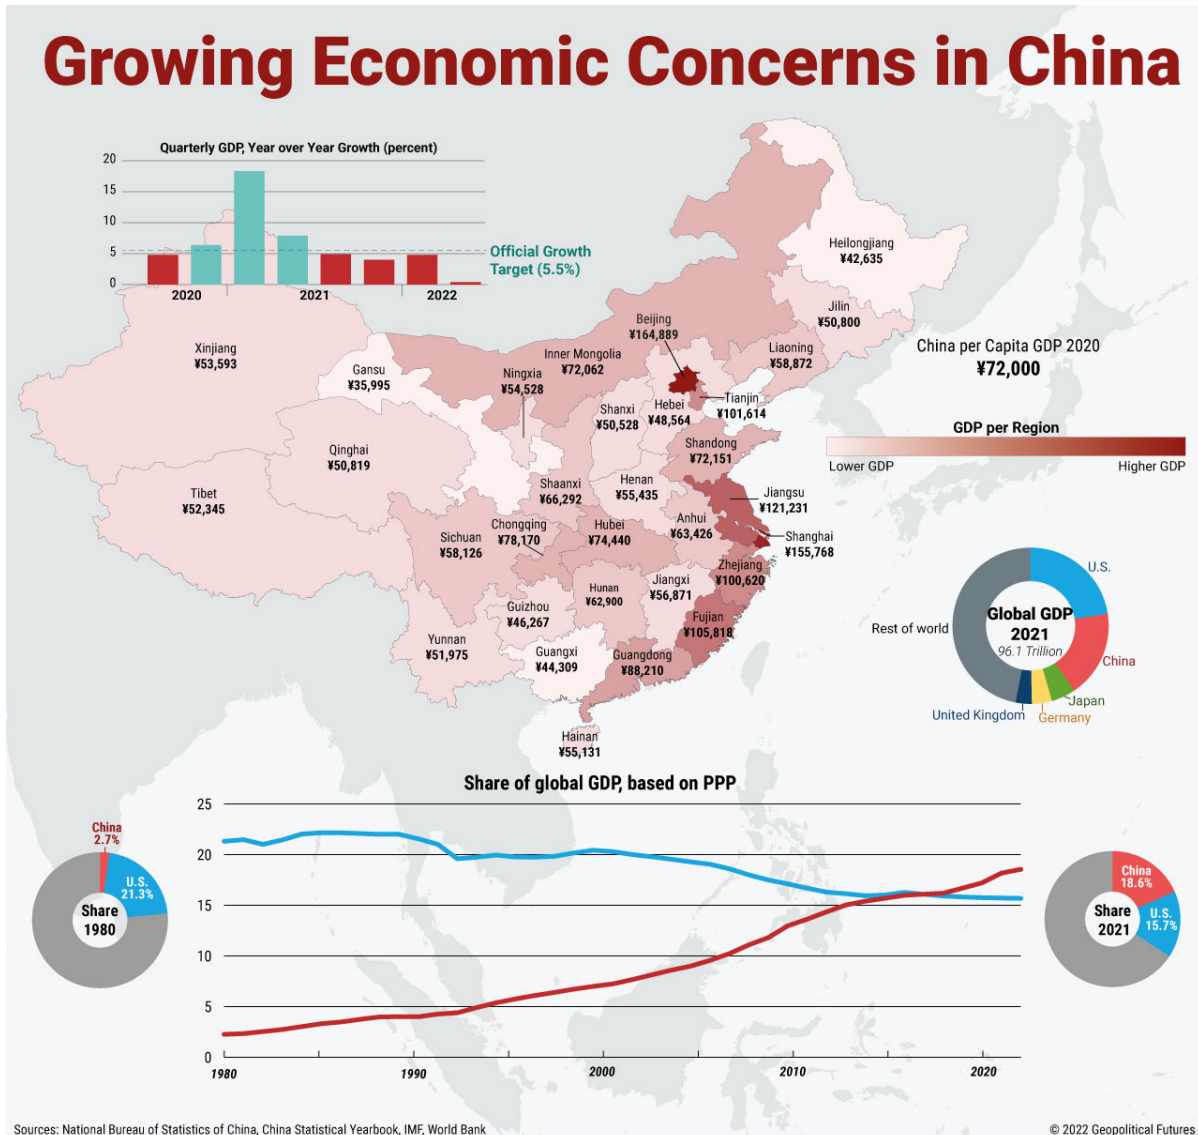 Growing Economic Concerns in China
Quarterly GDP, Year over Year Growth (percent)
20
15
10
5
0
2020
2021
2022
Official Growth
Target (5.5%)
Heilongjiang
¥42,635
Jilin
¥50,800
Beijing
¥164,889
Liaoning
¥58,872
Xinjiang
¥53,593
Gansu
¥35,995
Inner Mongolia
¥72,062
Ningxia
¥54,528
Tianjin
¥101,614
Shanxi
¥50,528
Hebei
¥48,564
Shandong
¥72,151
Qinghai
¥50,819
Tibet
¥52,345
Shaanxi
¥66,292
Henan
¥55,435
Jiangsu
¥121,231
Sichuan
¥58,126
Chongqing
¥78,170
Hubei
¥74,440
Anhui
¥63,426
Shanghai
¥155,768
Zhejiang
¥100,620
Hunan
¥62,900
Jiangxi
¥56,871
Guizhou
¥46,267
Fujian
¥105,818
Yunnan
¥51,975
Guangxi
¥44,309
Guangdong
¥88,210
Hainan
¥55,131
China per Capita GDP 2020
¥72,000
GDP per Region
Lower GDP
Higher GDP
Global GDP
2021
96.1 Trillion
U.S.
China
Japan
Germany
United Kingdom
Rest of world
Share of global GDP, based on PPP
25
20
15
10
5
0
1980
1990
2000
2010
2020
China
2.7%
U.S.
21.3%
Share
1980
China
18.6%
U.S.
15.7%
Share
2021
Sources: National Bureau of Statistics of China, China Statistical Yearbook, IMF, World Bank
© 2022 Geopolitical Futures